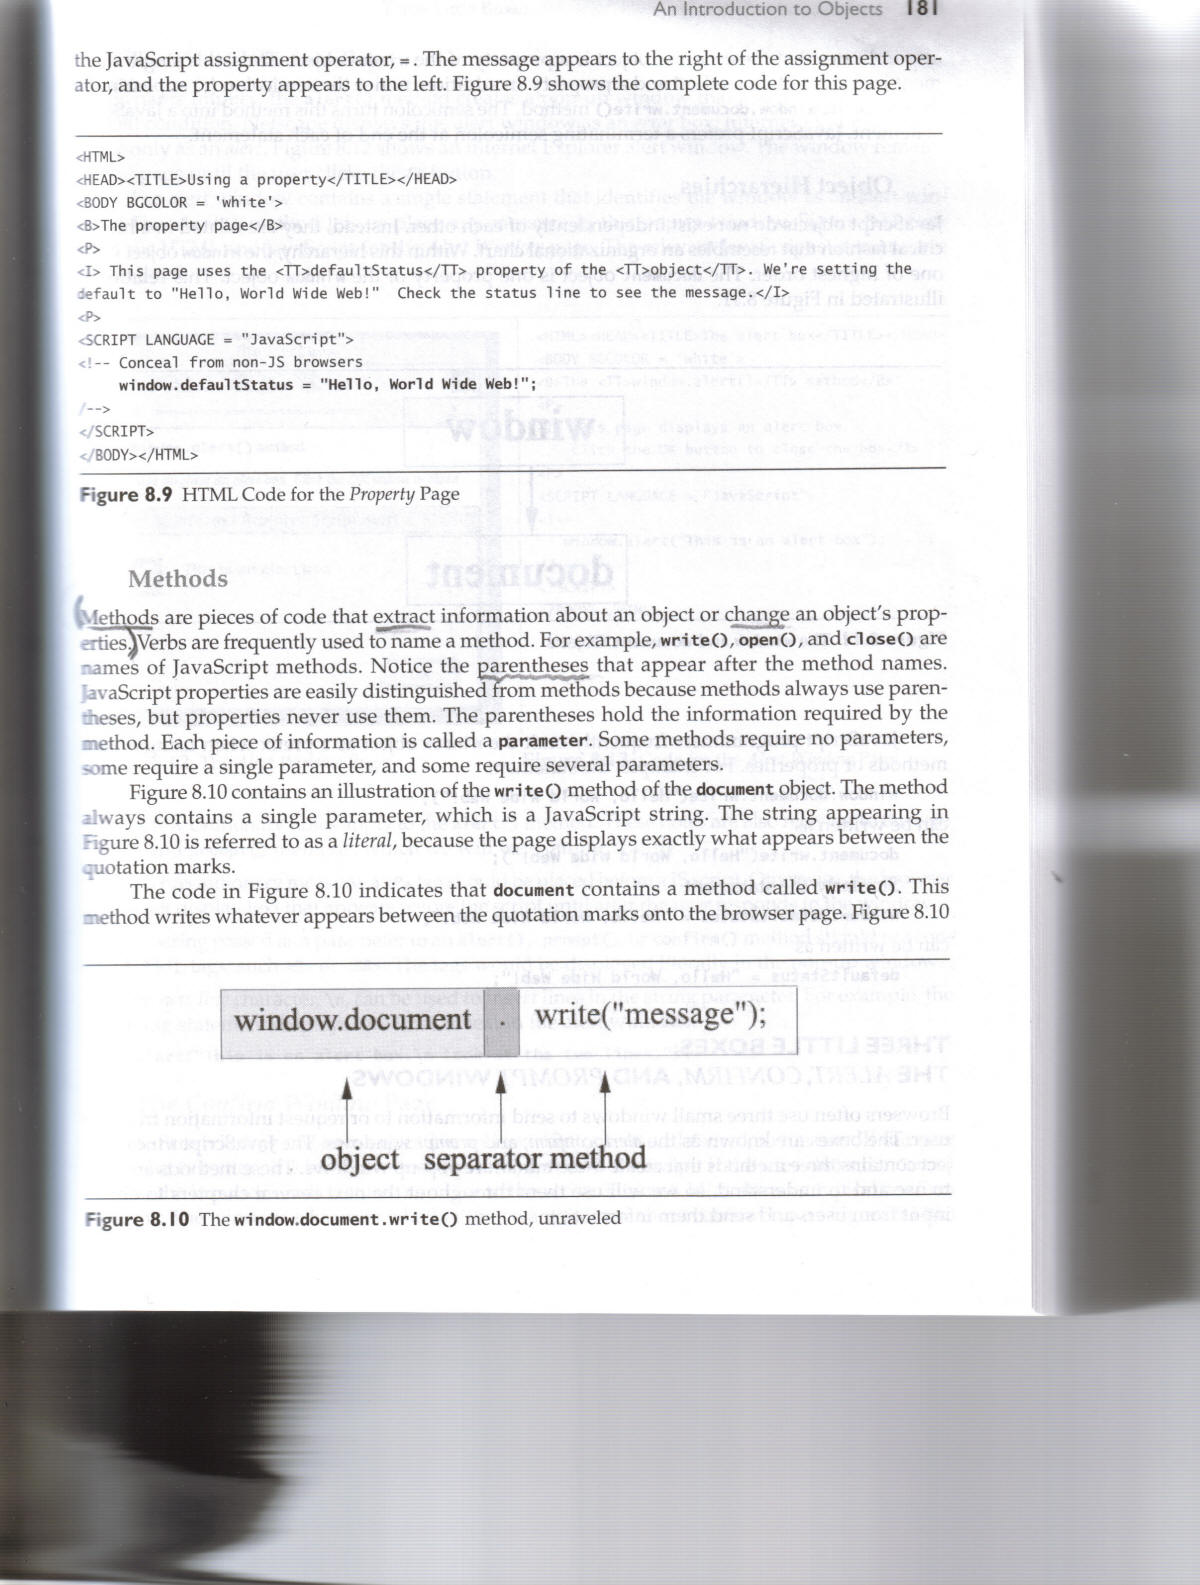 An Introduction to Objects 181
the JavaScript assignment operator, =. The message appears to the right of the assignment oper-
ator, and the property appears to the left. Figure 8.9 shows the complete code for this page.
<HTML>
<HEAD><TITLE>Using a property</TITLE></HEAD>
<BODY BGCOLOR = 'white'>
<B>The property page</B>
<P>
<I> This page uses the <TT>defaultStatus</TT> property of the <TT>object</TT>. We're setting the
default to "Hello, World Wide Web!"  Check the status line to see the message.</I>
<P>
<SCRIPT LANGUAGE = "JavaScript">
<!-- Conceal from non-JS browsers
window.defaultStatus = "Hello, World Wide Web!";
/-->
</SCRIPT>
</BODY></HTML>
Figure 8.9 HTML Code for the Property Page
Methods
Methods are pieces of code that extract information about an object or change an object's prop-
erties. Verbs are frequently used to name a method. For example, write(), open(), and close() are
names of JavaScript methods. Notice the parentheses that appear after the method names.
JavaScript properties are easily distinguished from methods because methods always use paren-
theses, but properties never use them. The parentheses hold the information required by the
method. Each piece of information is called a parameter. Some methods require no parameters,
some require a single parameter, and some require several parameters.
Figure 8.10 contains an illustration of the write() method of the document object. The method
always contains a single parameter, which is a JavaScript string. The string appearing in
Figure 8.10 is referred to as a literal, because the page displays exactly what appears between the
quotation marks.
The code in Figure 8.10 indicates that document contains a method called write(). This
method writes whatever appears between the quotation marks onto the browser page. Figure 8.10
window.document . write("message");
object separator method
Figure 8.10 The window.document.write() method, unraveled